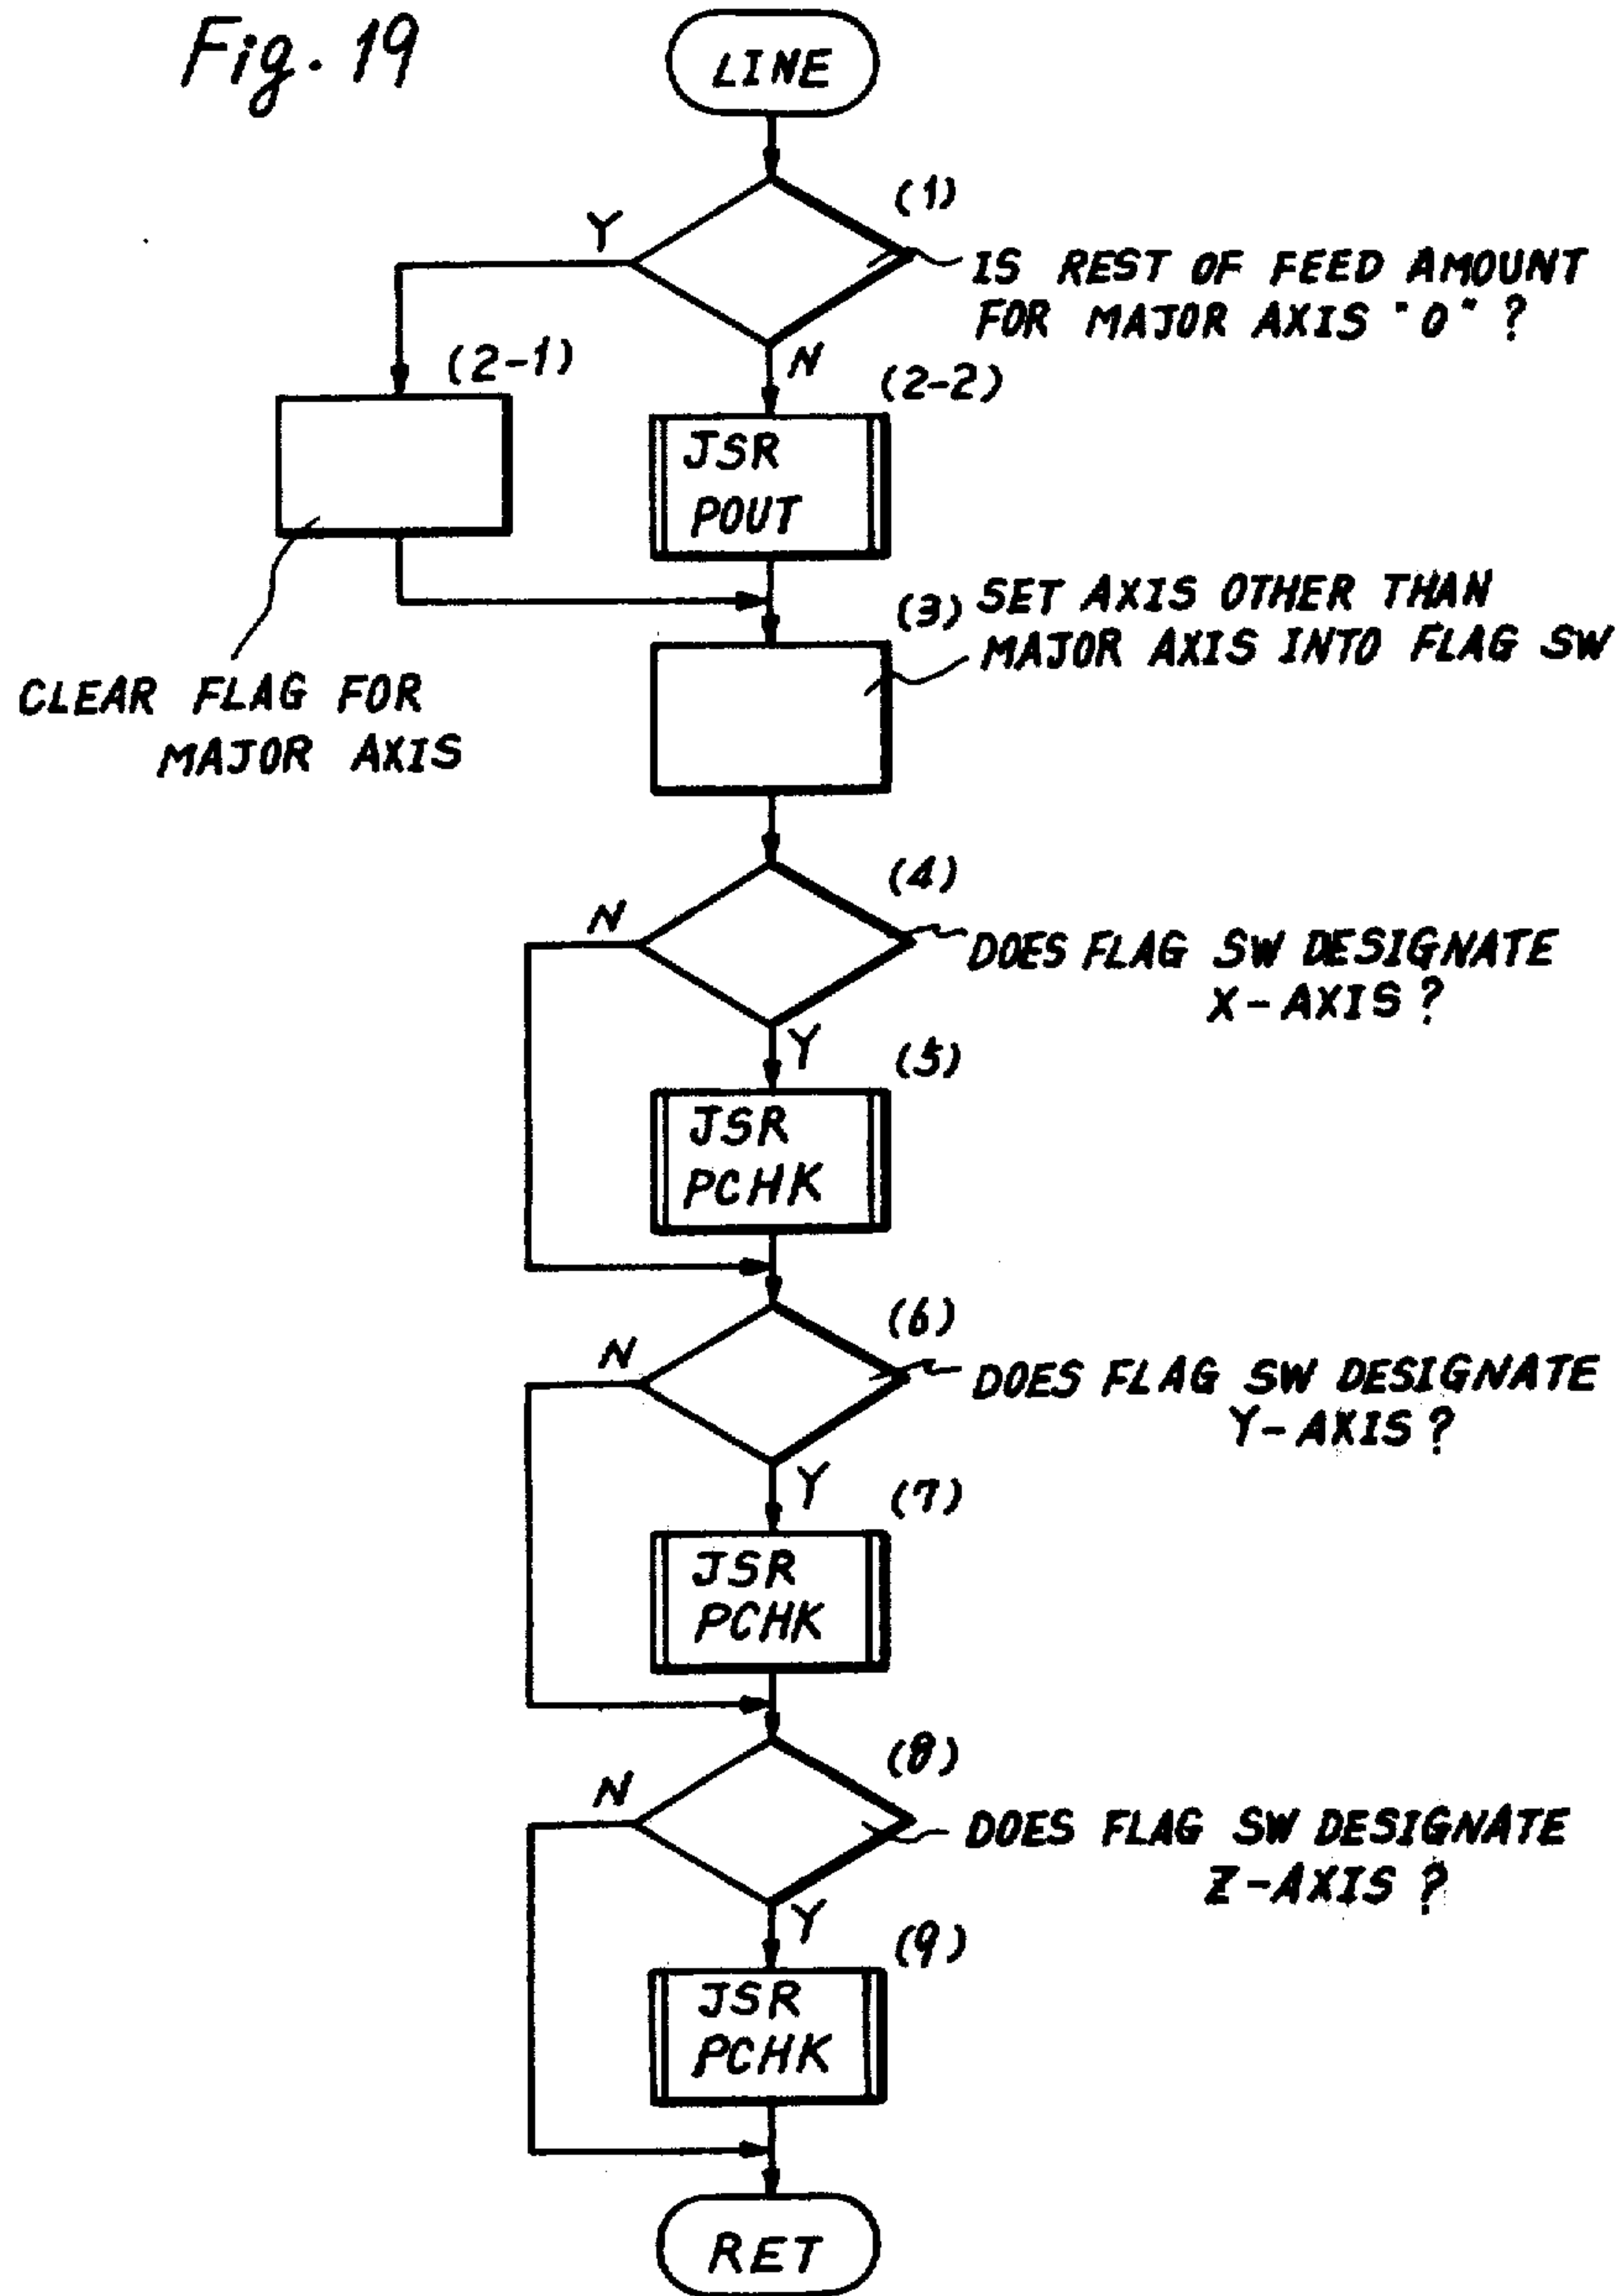 Fig. 19
LINE
(1)
Y
IS REST OF FEED AMOUNT
FOR MAJOR AXIS "0" ?
N
(2-1)
(2-2)
JSR
POUT
CLEAR FLAG FOR
MAJOR AXIS
(3)
SET AXIS OTHER THAN
MAJOR AXIS INTO FLAG SW
(4)
N
DOES FLAG SW DESIGNATE
X-AXIS ?
Y
(5)
JSR
PCHK
(6)
N
DOES FLAG SW DESIGNATE
Y-AXIS ?
Y
(7)
JSR
PCHK
(8)
N
DOES FLAG SW DESIGNATE
Z-AXIS ?
Y
(9)
JSR
PCHK
RET